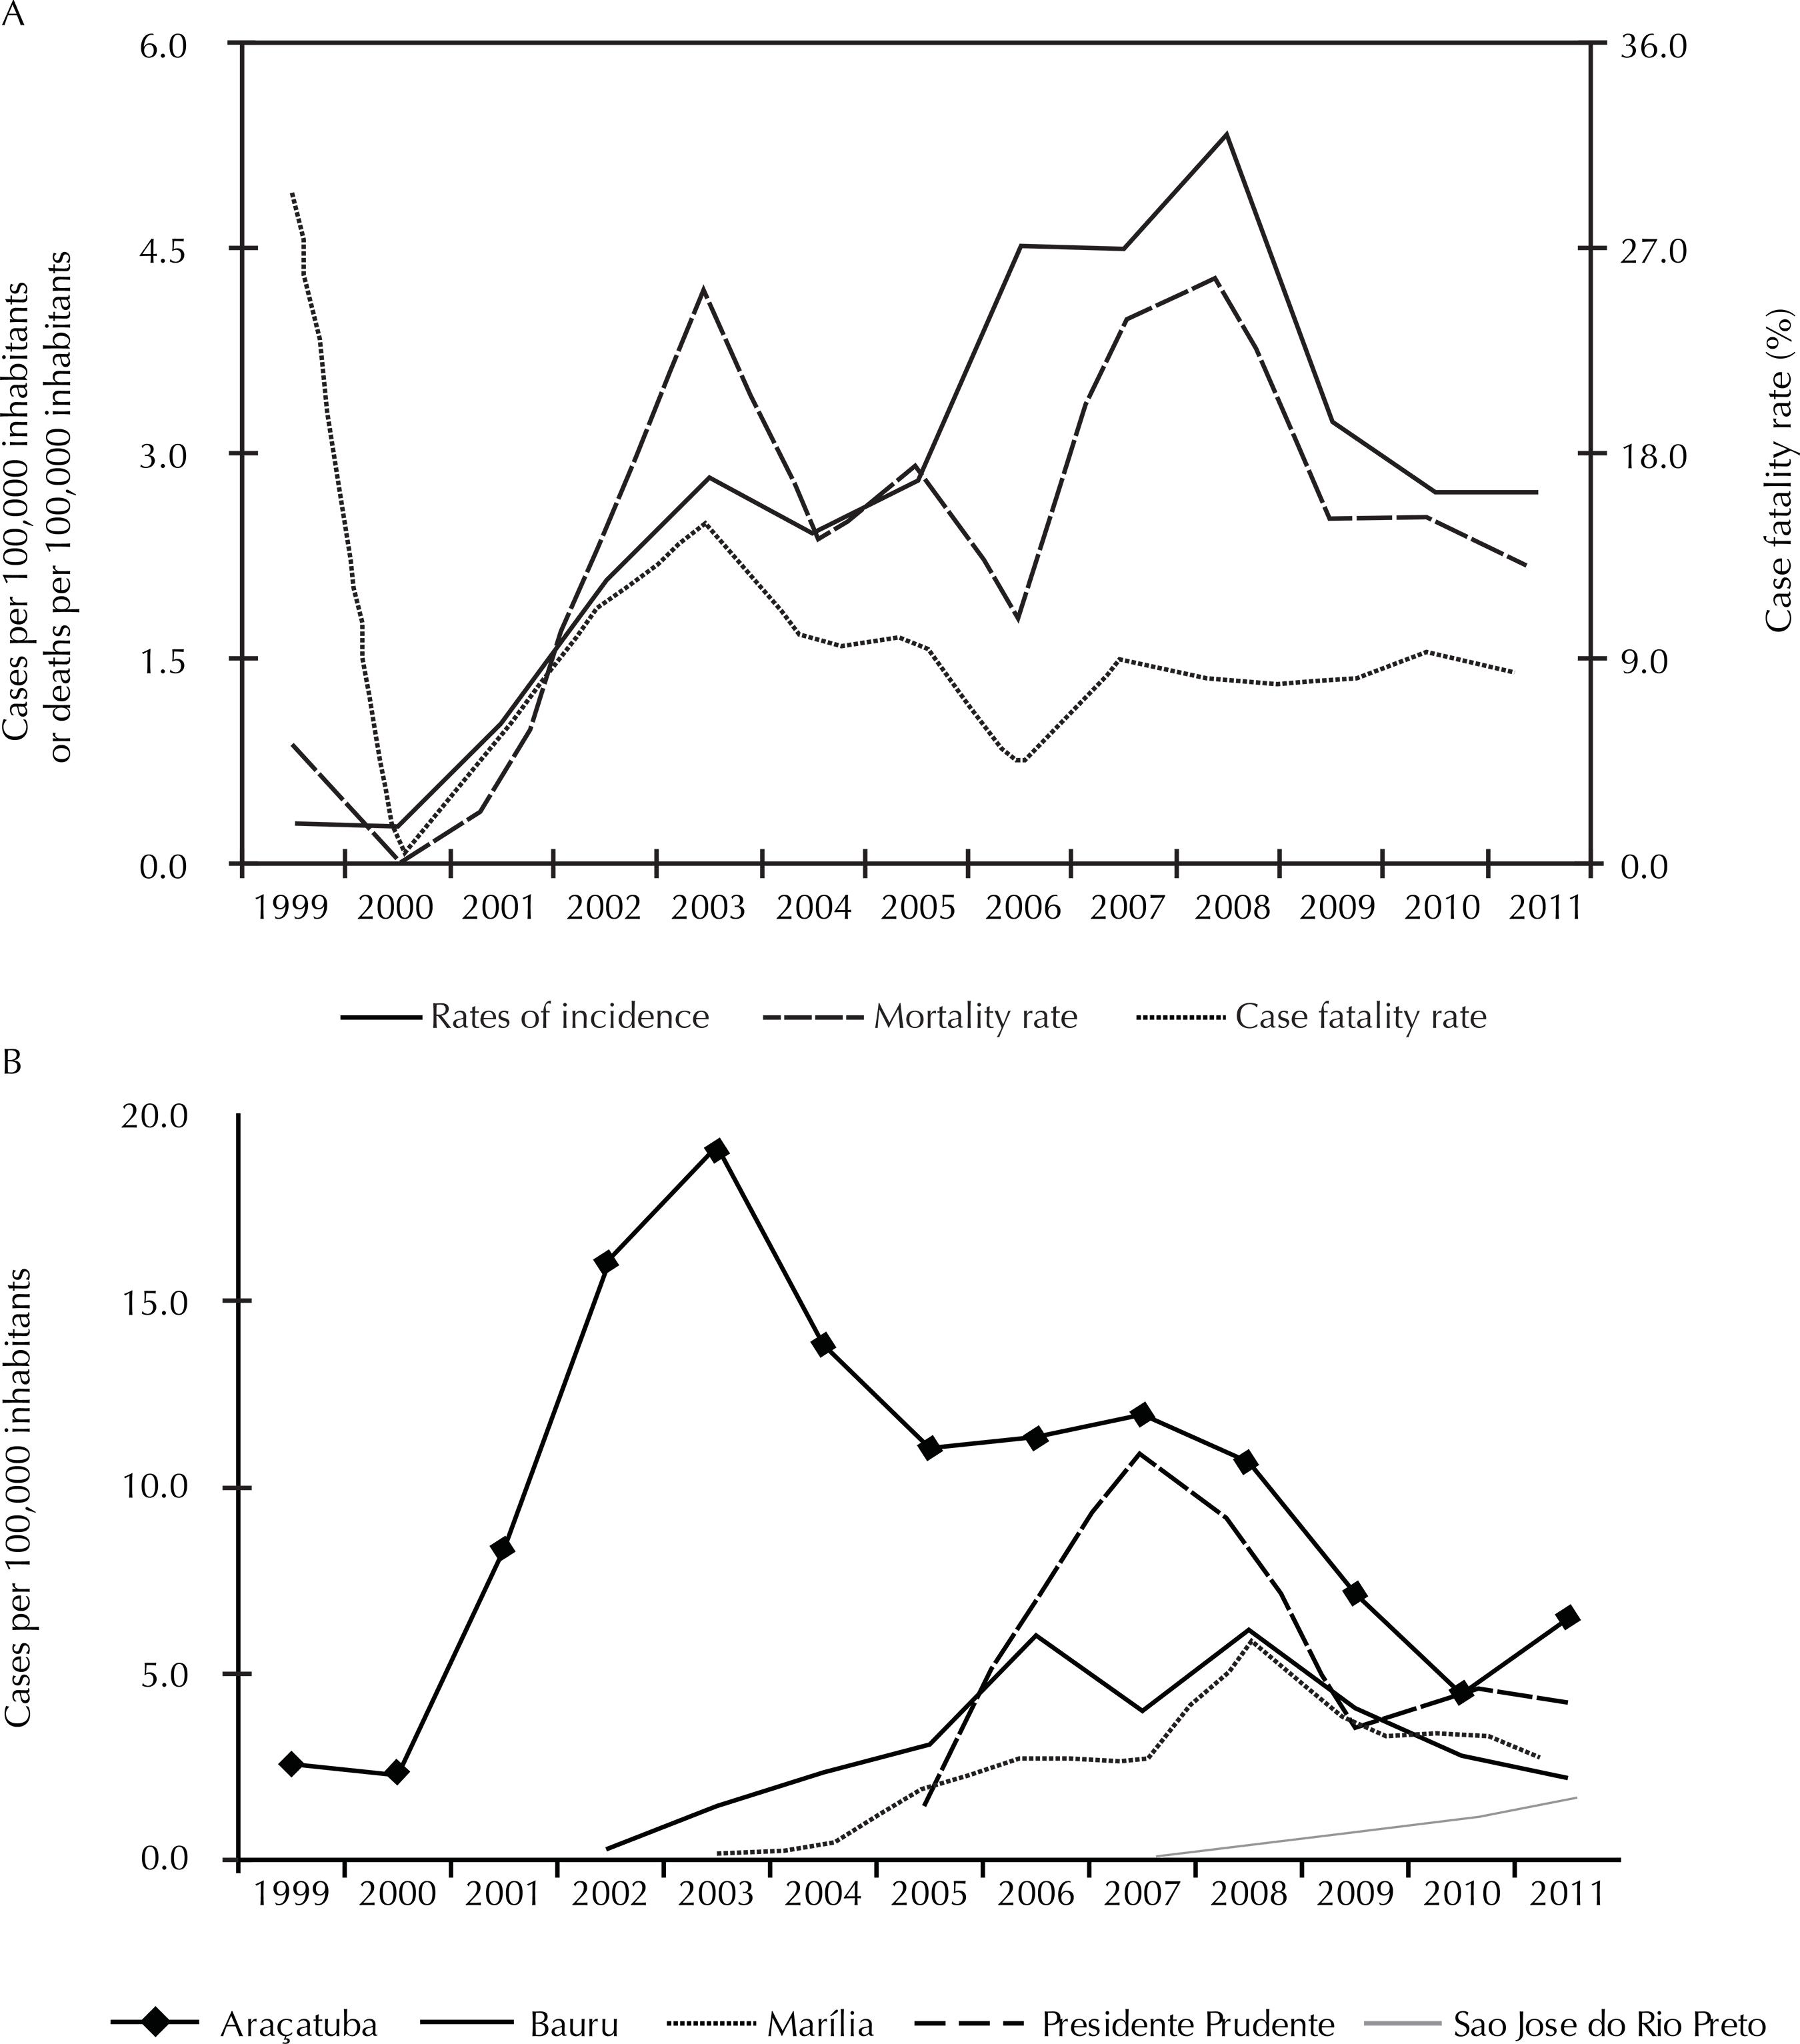 A
6.0
4.5
3.0
1.5
0.0
Cases per 100,000 inhabitants
or deaths per 100,000 inhabitants
36.0
27.0
18.0
9.0
0.0
Case fatality rate (%)
1999 2000 2001 2002 2003 2004 2005 2006 2007 2008 2009 2010 2011
Rates of incidence Mortality rate Case fatality rate
B
20.0
15.0
10.0
5.0
0.0
Cases per 100,000 inhabitants
1999 2000 2001 2002 2003 2004 2005 2006 2007 2008 2009 2010 2011
Araçatuba Bauru Marília Presidente Prudente Sao Jose do Rio Preto